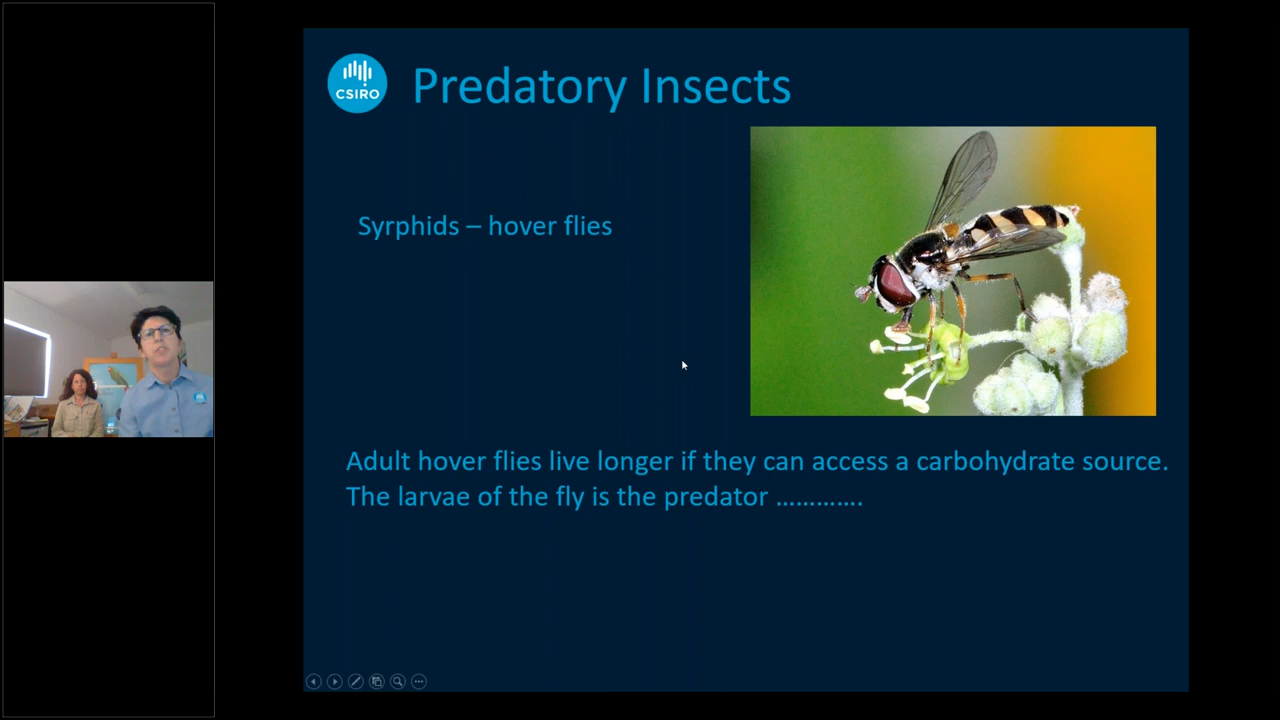 CSIRO
Predatory Insects
Syrphids – hover flies
Adult hover flies live longer if they can access a carbohydrate source.
The larvae of the fly is the predator ………….